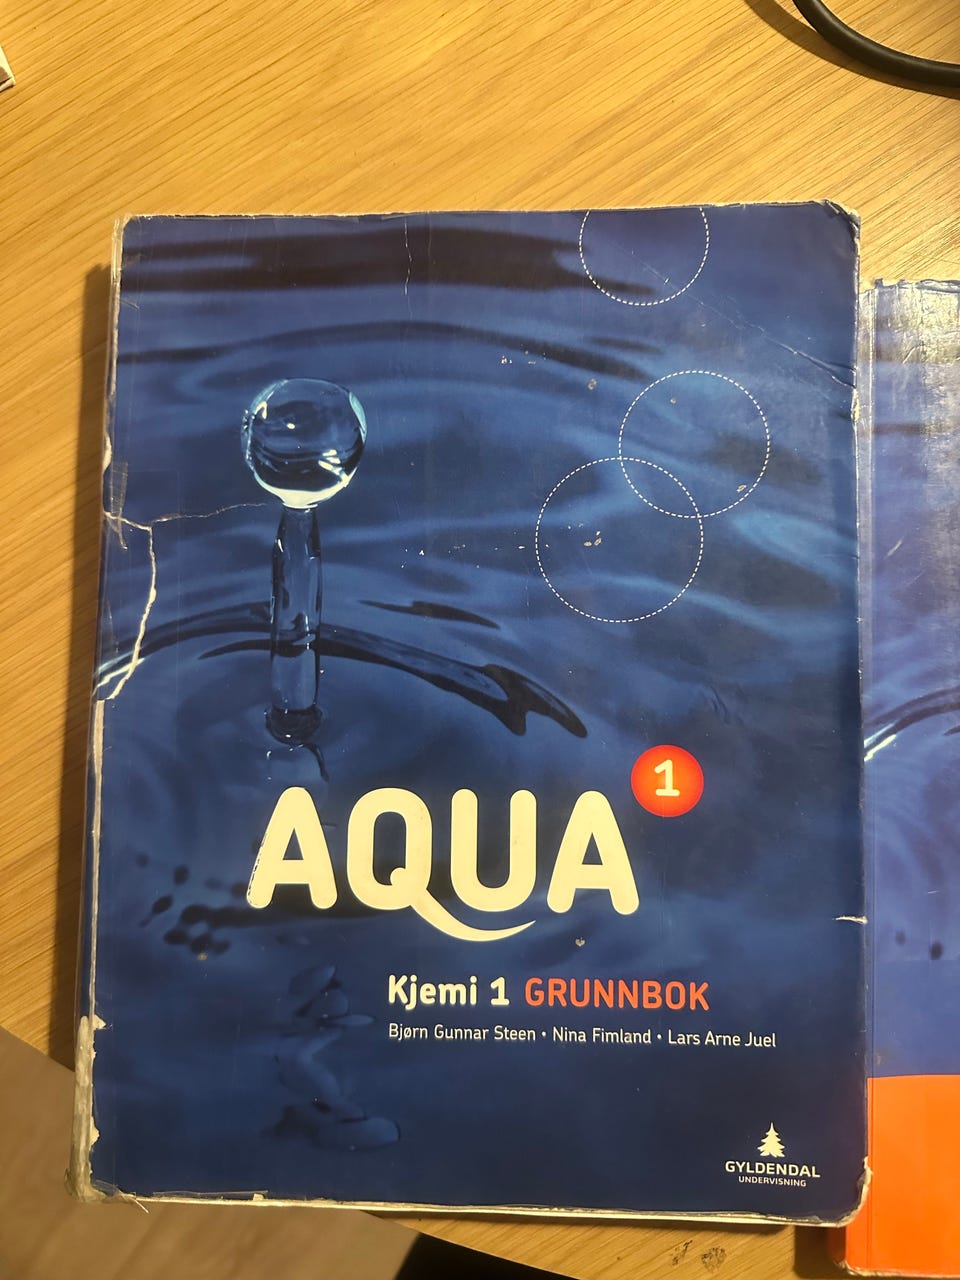 AQUA 1
Kjemi 1 GRUNNBOK
Bjørn Gunnar Steen • Nina Fimland • Lars Arne Juel
GYLDENDAL
UNDERVISNING